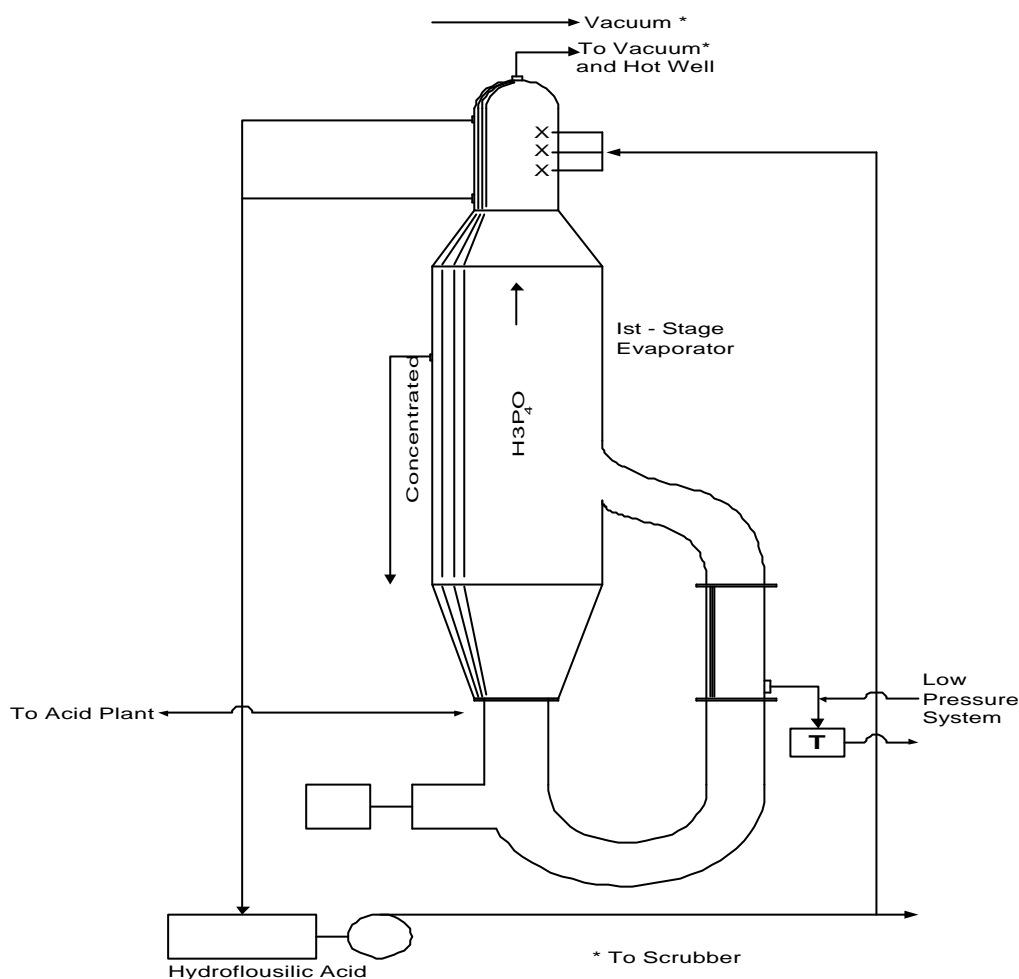 Vacuum *
To Vacuum*
and Hot Well
X
X
X
Ist - Stage
Evaporator
Concentrated
H3PO4
Low
Pressure
System
To Acid Plant
T
* To Scrubber
Hydroflousilic Acid